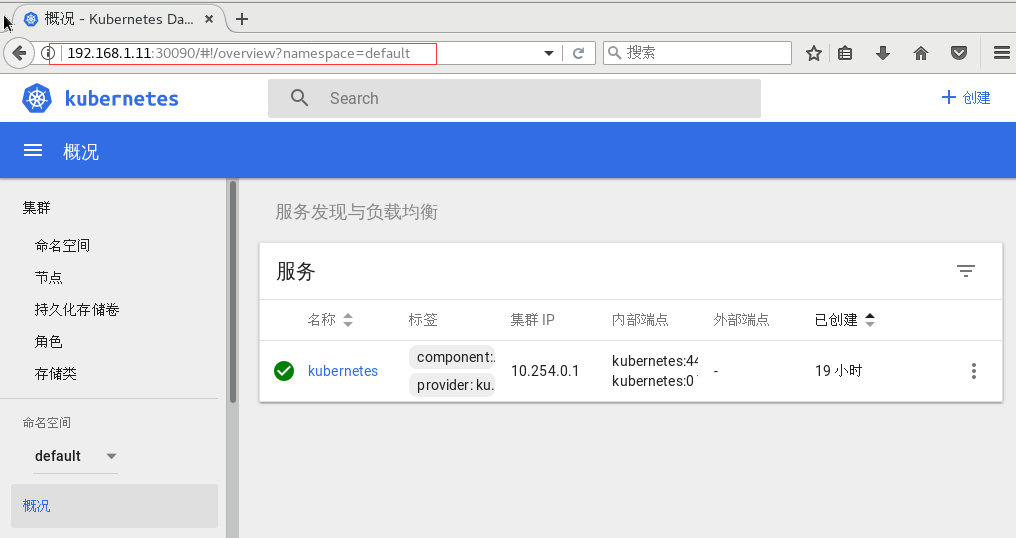 概况 - Kubernetes Da...
192.168.1.11:30090/#!/overview?namespace=default
搜索
kubernetes
Search
创建
概况
集群
命名空间
节点
持久化存储卷
角色
存储类
命名空间
default
概况
服务发现与负载均衡
服务
名称 标签 集群 IP 内部端点 外部端点 已创建
kubernetes component:. provider: ku. 10.254.0.1 kubernetes:44 kubernetes:0 - 19 小时